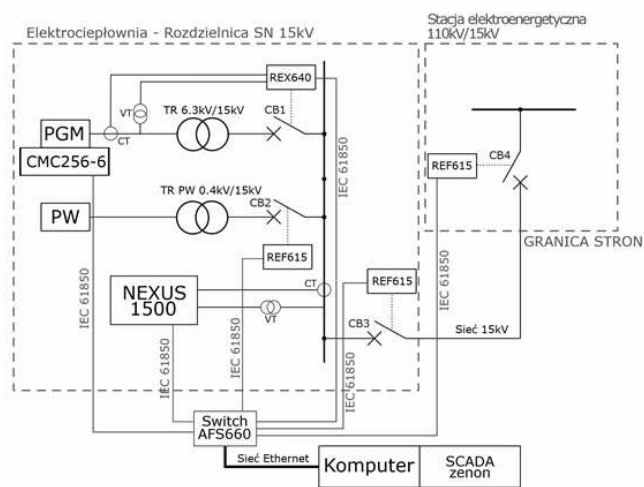 Elektrociepłownia - Rozdzielnica SN 15kV
Stacja elektroenergetyczna
110kV/15kV
REX640
VT
TR 6.3kV/15kV
CB1
PGM
CT
CMC256-6
IEC 61850
CB4
REF615
TR PW 0.4kV/15kV
PW
CB2
REF615
GRANICA STRON
CT
REF615
NEXUS
1500
VT
CB3
Sieć 15kV
IEC 61850
IEC 61850
IEC 61850
IEC 61850
IEC 61850
Switch
AFS660
Sieć Ethernet
Komputer
SCADA
zenon